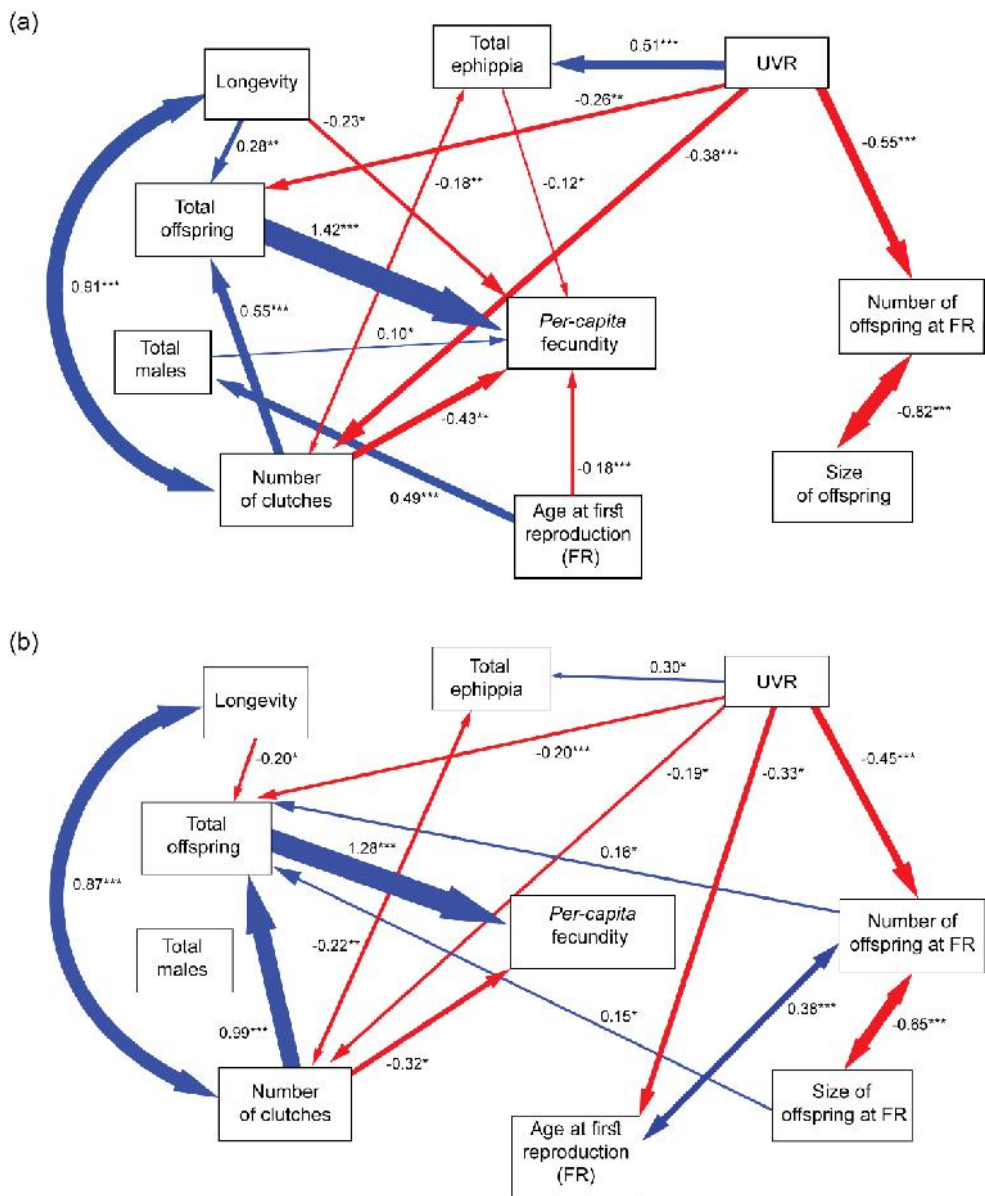 (a)
Longevity
Total
ephippia
0.51***
UVR
-0.26**
-0.23*
0.28**
-0.38***
-0.55***
-0.18**
-0.12*
Total
offspring
1.42***
0.91***
0.55***
Per-capita
fecundity
Number of
offspring at FR
Total
males
0.10*
-0.82***
-0.43**
-0.18***
Number
of clutches
0.49***
Size
of offspring
Age at first
reproduction
(FR)
(b)
Longevity
Total
ephippia
0.30*
UVR
-0.20*
-0.20***
-0.19*
-0.33*
-0.45***
Total
offspring
1.28***
0.16*
0.87***
Per-capita
fecundity
Number of
offspring at FR
Total
males
-0.22**
0.99***
0.15*
0.38***
-0.65***
-0.32*
Number
of clutches
Size of
offspring at FR
Age at first
reproduction
(FR)